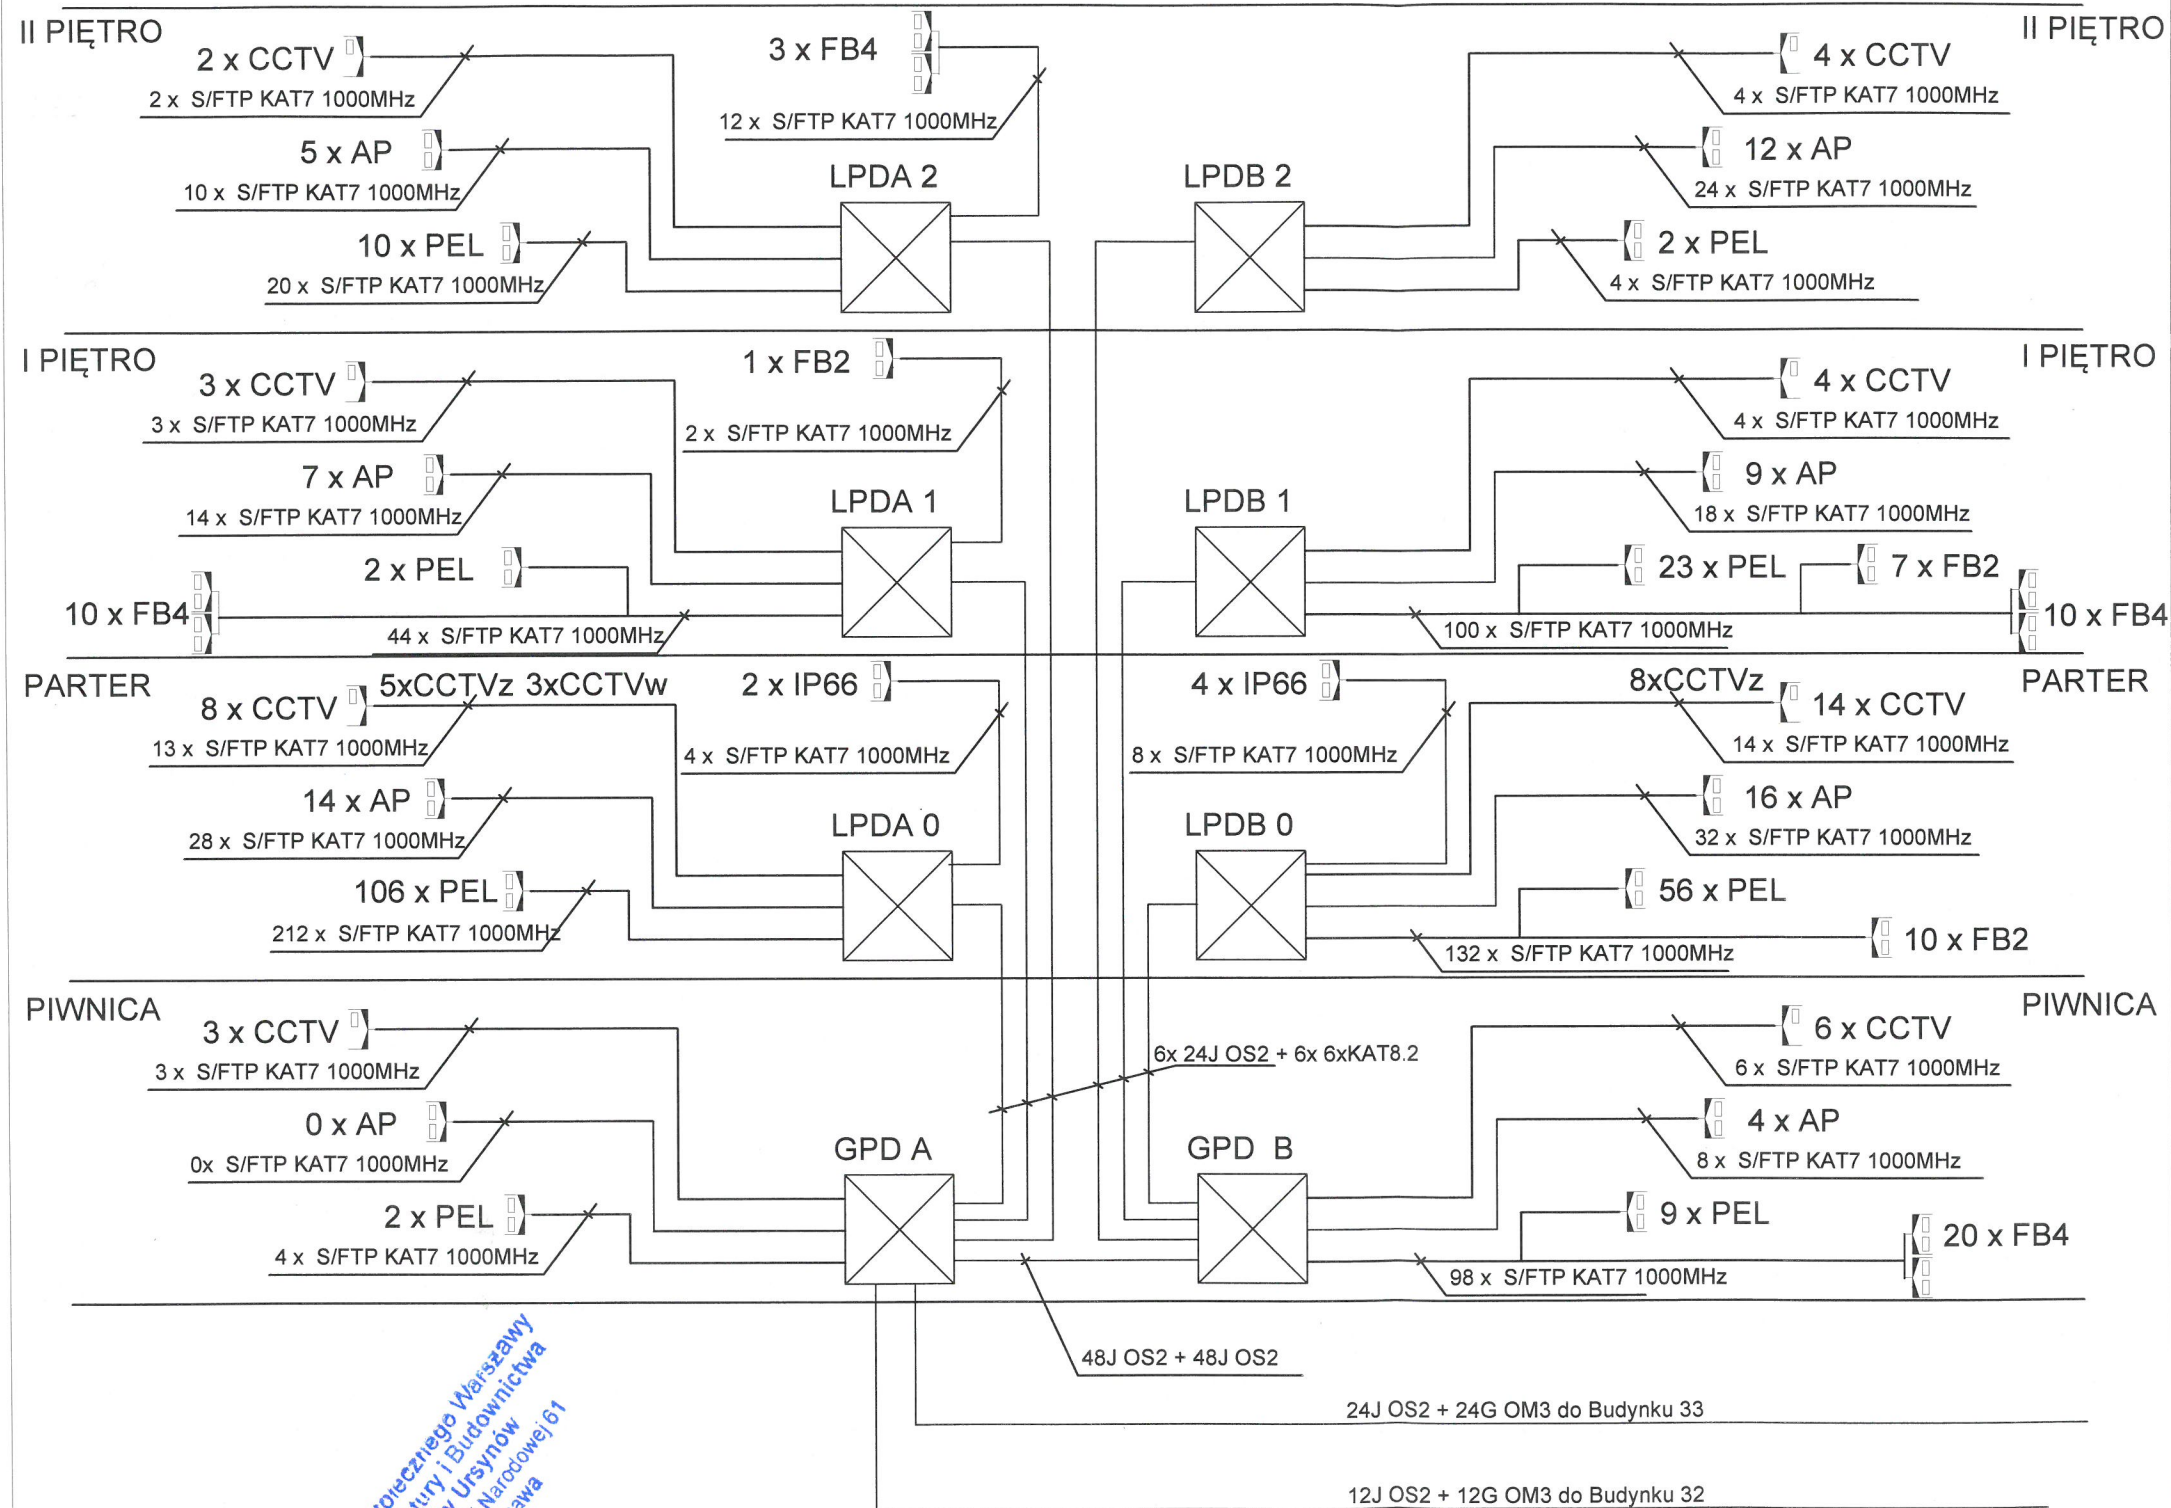 II PIĘTRO
2 x CCTV
2 x S/FTP KAT7 1000MHz
5 x AP
10 x S/FTP KAT7 1000MHz
10 x PEL
20 x S/FTP KAT7 1000MHz
3 x FB4
12 x S/FTP KAT7 1000MHz
LPDA 2
LPDB 2
II PIĘTRO
4 x CCTV
4 x S/FTP KAT7 1000MHz
12 x AP
24 x S/FTP KAT7 1000MHz
2 x PEL
4 x S/FTP KAT7 1000MHz
I PIĘTRO
3 x CCTV
3 x S/FTP KAT7 1000MHz
7 x AP
14 x S/FTP KAT7 1000MHz
2 x PEL
10 x FB4
44 x S/FTP KAT7 1000MHz
1 x FB2
2 x S/FTP KAT7 1000MHz
LPDA 1
LPDB 1
I PIĘTRO
4 x CCTV
4 x S/FTP KAT7 1000MHz
9 x AP
18 x S/FTP KAT7 1000MHz
23 x PEL
7 x FB2
10 x FB4
100 x S/FTP KAT7 1000MHz
PARTER
5xCCTVz 3xCCTVw
8 x CCTV
13 x S/FTP KAT7 1000MHz
14 x AP
28 x S/FTP KAT7 1000MHz
106 x PEL
212 x S/FTP KAT7 1000MHz
2 x IP66
4 x S/FTP KAT7 1000MHz
LPDA 0
4 x IP66
8 x S/FTP KAT7 1000MHz
LPDB 0
PARTER
8xCCTVz
14 x CCTV
14 x S/FTP KAT7 1000MHz
16 x AP
32 x S/FTP KAT7 1000MHz
56 x PEL
10 x FB2
132 x S/FTP KAT7 1000MHz
PIWNICA
3 x CCTV
3 x S/FTP KAT7 1000MHz
0 x AP
0x S/FTP KAT7 1000MHz
2 x PEL
4 x S/FTP KAT7 1000MHz
GPD A
6x 24J OS2 + 6x 6xKAT8.2
GPD B
PIWNICA
6 x CCTV
6 x S/FTP KAT7 1000MHz
4 x AP
8 x S/FTP KAT7 1000MHz
9 x PEL
20 x FB4
98 x S/FTP KAT7 1000MHz
48J OS2 + 48J OS2
24J OS2 + 24G OM3 do Budynku 33
12J OS2 + 12G OM3 do Budynku 32
Warszawy
i Budownictwa
Ursynów
Narodowej 61